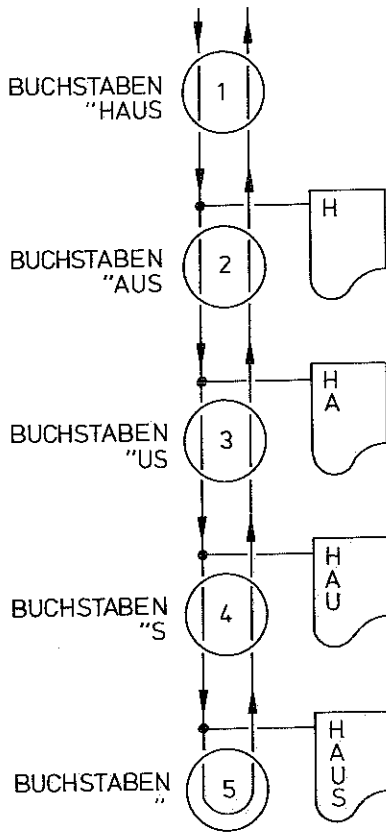 BUCHSTABEN
"HAUS
1
H
BUCHSTABEN
"AUS
2
H
A
BUCHSTABEN
"US
3
H
A
U
BUCHSTABEN
"S
4
H
A
U
S
BUCHSTABEN
"
5